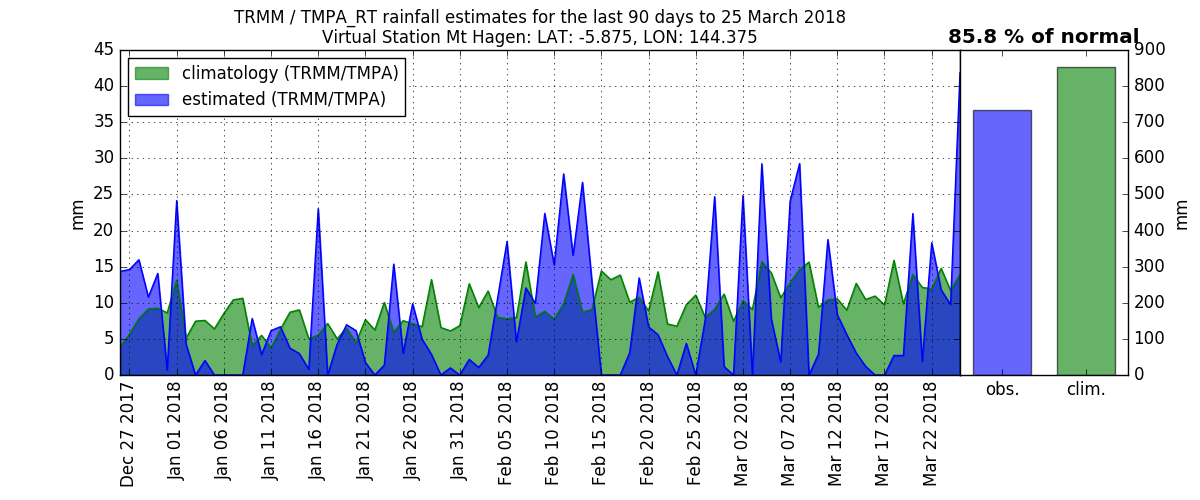 TRMM / TMPA_RT rainfall estimates for the last 90 days to 25 March 2018
Virtual Station Mt Hagen: LAT: -5.875, LON: 144.375
85.8 % of normal
climatology (TRMM/TMPA)
estimated (TRMM/TMPA)
45
40
35
30
25
20
15
10
5
0
mm
Dec 27 2017
Jan 01 2018
Jan 06 2018
Jan 11 2018
Jan 16 2018
Jan 21 2018
Jan 26 2018
Jan 31 2018
Feb 05 2018
Feb 10 2018
Feb 15 2018
Feb 20 2018
Feb 25 2018
Mar 02 2018
Mar 07 2018
Mar 12 2018
Mar 17 2018
Mar 22 2018
obs.
clim.
900
800
700
600
500
400
300
200
100
0
mm